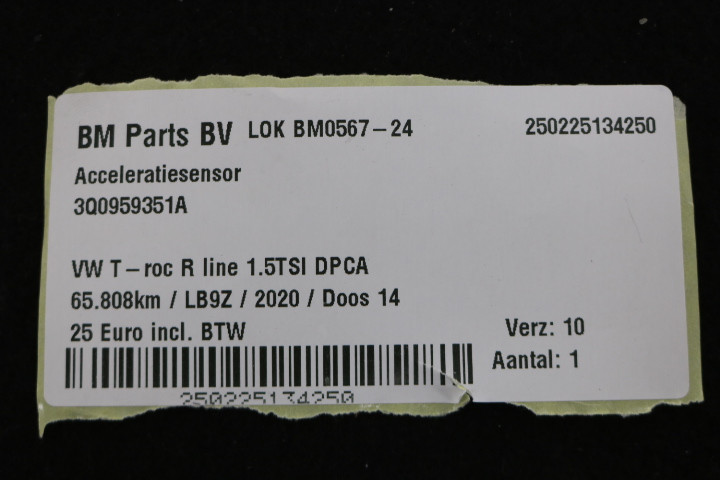 BM Parts BV LOK BM0567-24 250225134250
Acceleratiesensor
3Q0959351A
VW T-roc R line 1.5TSI DPCA
65.808km / LB9Z / 2020 / Doos 14
25 Euro incl. BTW
Verz: 10
Aantal: 1
250225134250